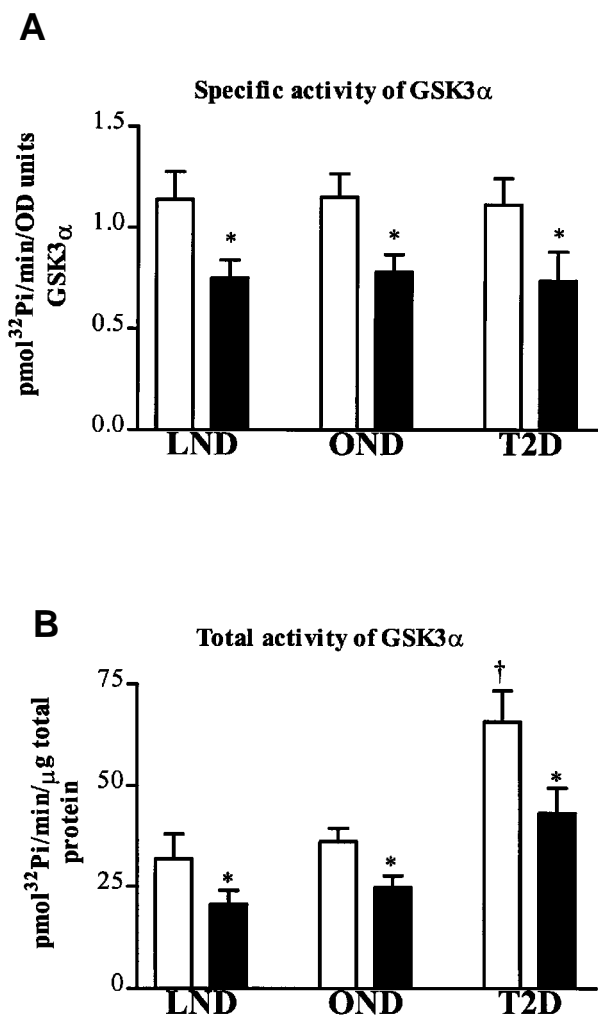 A
Specific activity of GSK3α
pmol³²Pi/min/OD units
GSK3α
1.5
1.0
0.5
0.0
* * *
LND OND T2D
B
Total activity of GSK3α
pmol³²Pi/min/μg total
protein
75
50
25
0
†
* * *
LND OND T2D